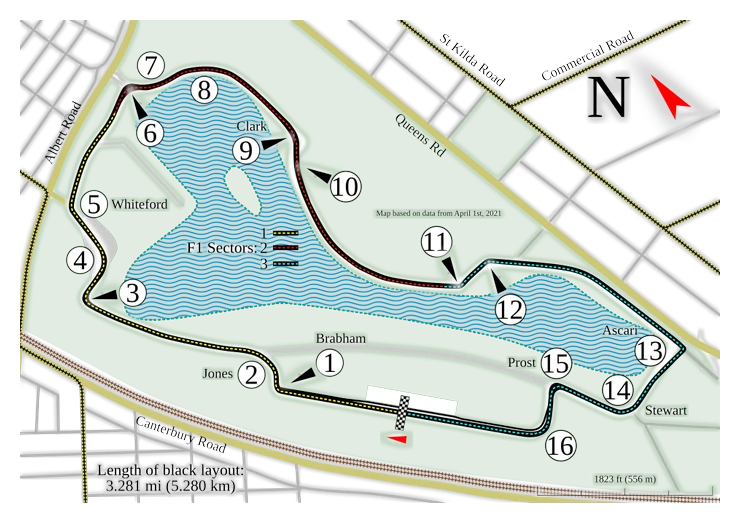 St Kilda Road
Commercial Road
N
7
8
Albert Road
6
Clark
9
Queens Rd
10
5
Whiteford
Map based on data from April 1st, 2021
1
F1 Sectors: 2
3
11
4
3
12
Ascari
13
Brabham
1
Jones
2
Prost
15
14
Stewart
16
Canterbury Road
Length of black layout:
3.281 mi (5.280 km)
1823 ft (556 m)